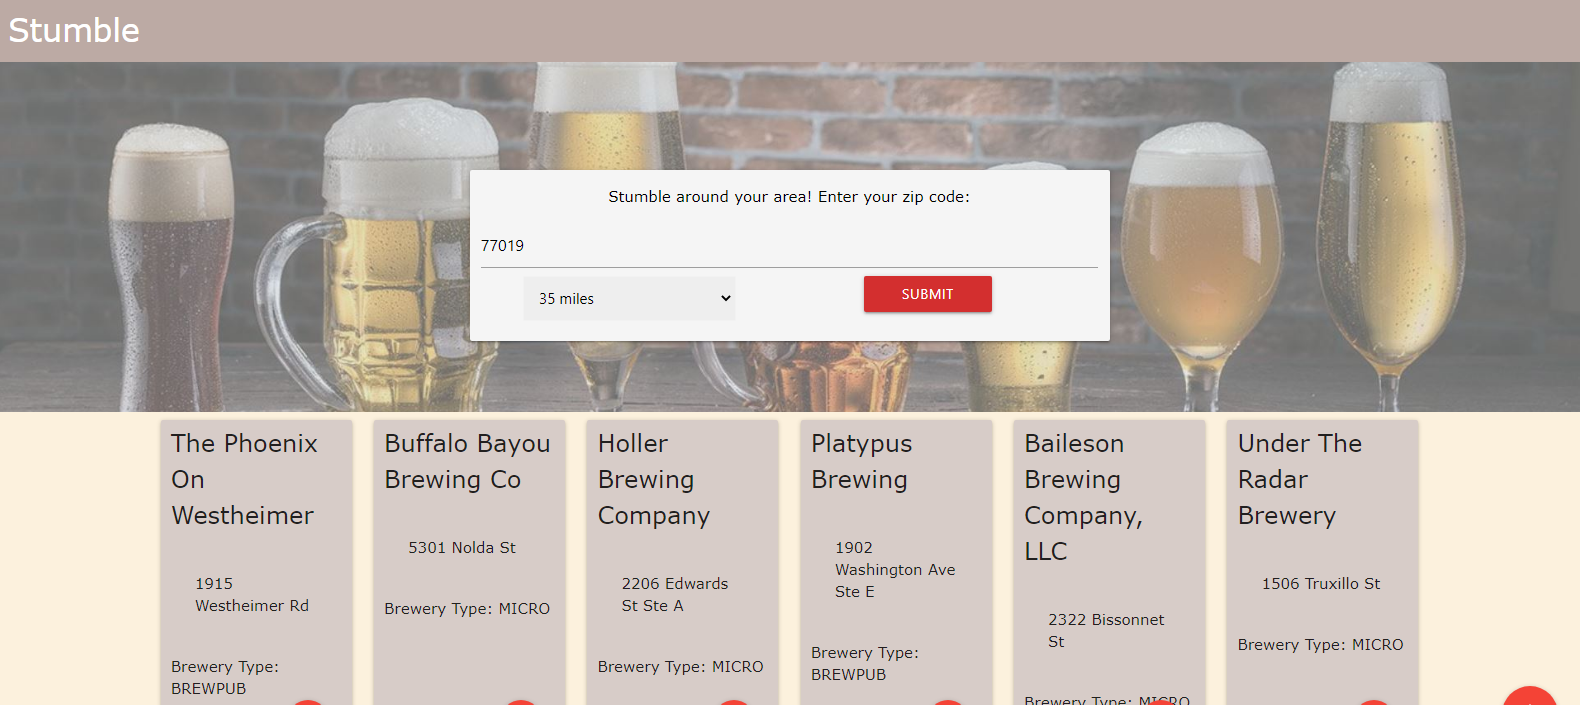 Stumble
Stumble around your area! Enter your zip code:
77019
35 miles
SUBMIT
The Phoenix
On
Westheimer
1915
Westheimer Rd
Brewery Type:
BREWPUB
Buffalo Bayou
Brewing Co
5301 Nolda St
Brewery Type: MICRO
Holler
Brewing
Company
2206 Edwards
St Ste A
Brewery Type: MICRO
Platypus
Brewing
1902
Washington Ave
Ste E
Brewery Type:
BREWPUB
Baileson
Brewing
Company,
LLC
2322 Bissonnet
St
Brewery Type: MICRO
Under The
Radar
Brewery
1506 Truxillo St
Brewery Type: MICRO